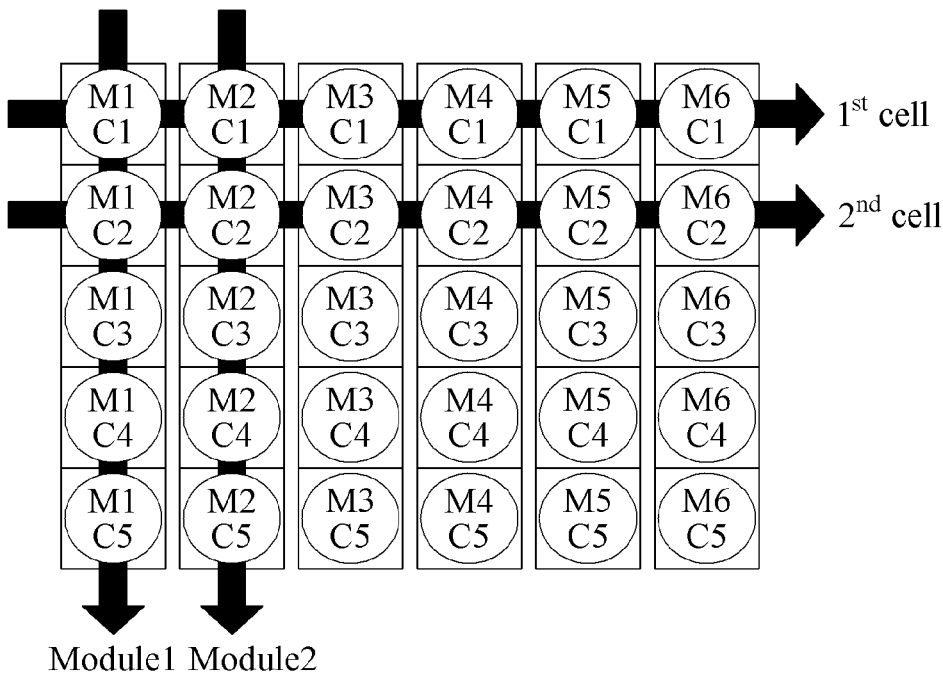 M1 M2 M3 M4 M5 M6
C1 C1 C1 C1 C1 C1
1st cell
M1 M2 M3 M4 M5 M6
C2 C2 C2 C2 C2 C2
2nd cell
M1 M2 M3 M4 M5 M6
C3 C3 C3 C3 C3 C3
M1 M2 M3 M4 M5 M6
C4 C4 C4 C4 C4 C4
M1 M2 M3 M4 M5 M6
C5 C5 C5 C5 C5 C5
Module1 Module2